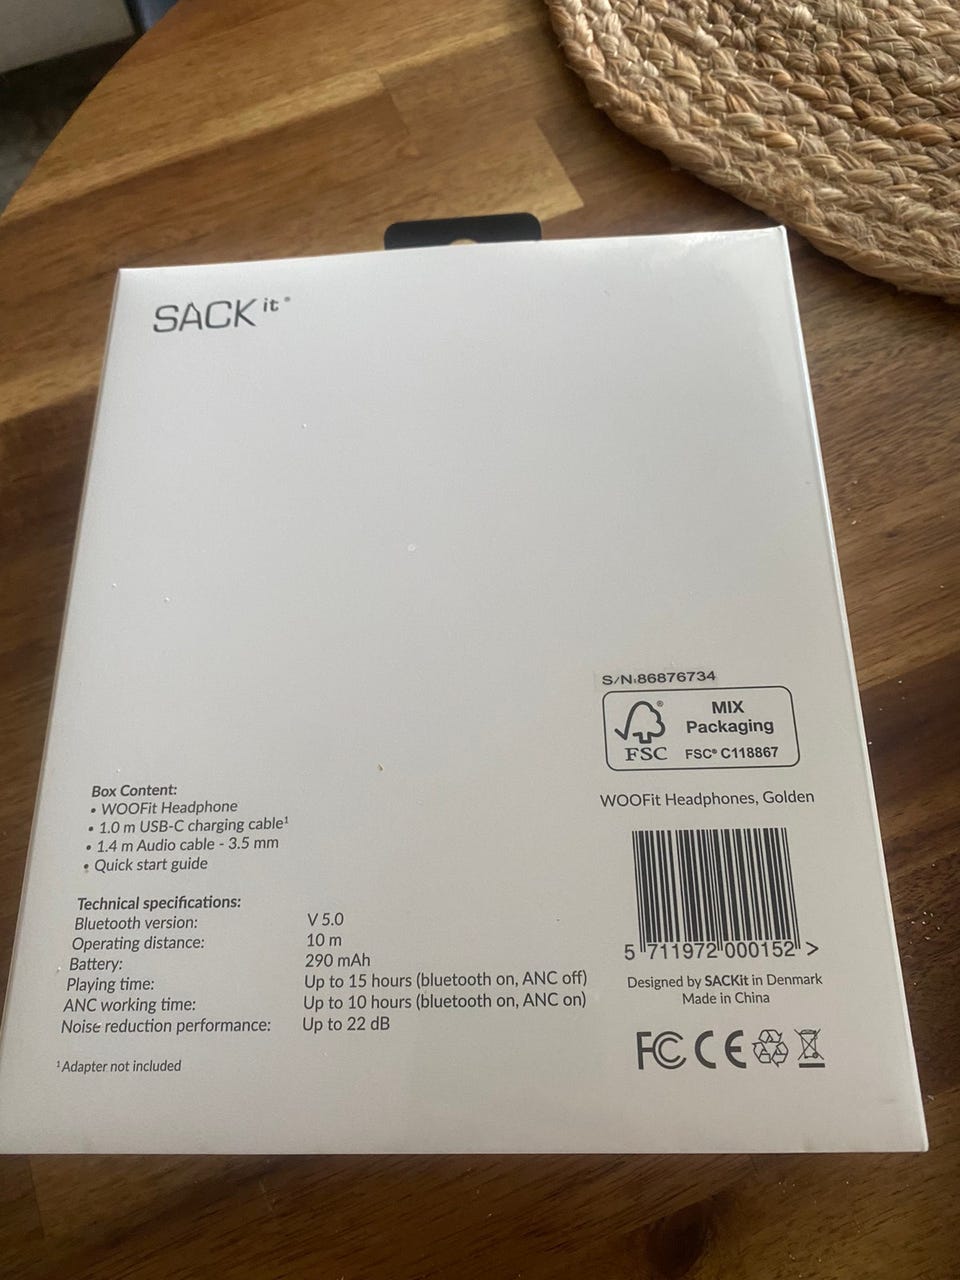 SACKit®
S/N:86876734
MIX
Packaging
FSC® C118867
FSC
WOOFit Headphones, Golden
5 711972 000152 >
Designed by SACKit in Denmark
Made in China
FC CE
Box Content:
• WOOFit Headphone
• 1.0 m USB-C charging cable¹
• 1.4 m Audio cable - 3.5 mm
• Quick start guide
Technical specifications:
Bluetooth version: V 5.0
Operating distance: 10 m
Battery: 290 mAh
Playing time: Up to 15 hours (bluetooth on, ANC off)
ANC working time: Up to 10 hours (bluetooth on, ANC on)
Noise reduction performance: Up to 22 dB
¹Adapter not included